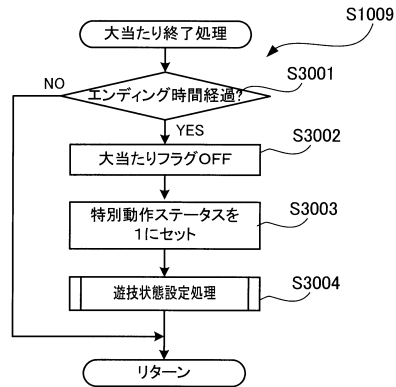 大当たり終了処理
S1009
エンディング時間経過?
S3001
NO
YES
大当たりフラグOFF
S3002
特別動作ステータスを
1にセット
S3003
遊技状態設定処理
S3004
リターン